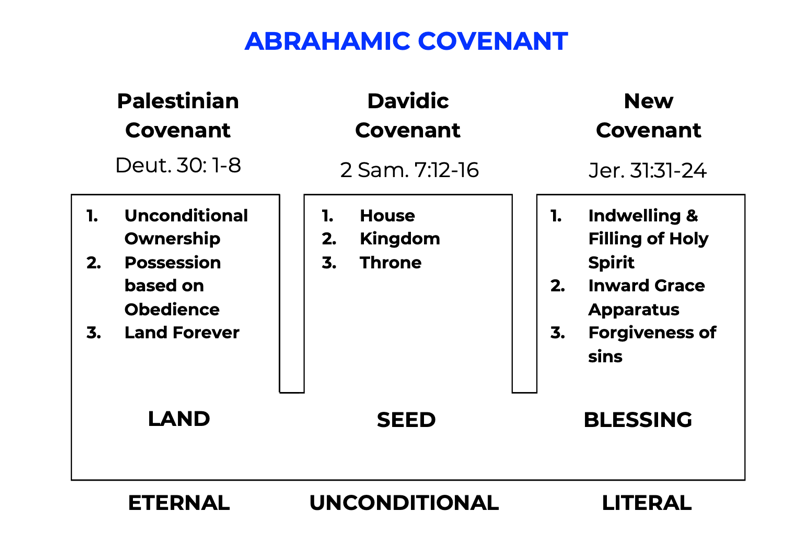 ABRAHAMIC COVENANT
Palestinian
Covenant
Deut. 30: 1-8
Davidic
Covenant
2 Sam. 7:12-16
New
Covenant
Jer. 31:31-24
1. Unconditional
Ownership
2. Possession
based on
Obedience
3. Land Forever
1. House
2. Kingdom
3. Throne
1. Indwelling &
Filling of Holy
Spirit
2. Inward Grace
Apparatus
3. Forgiveness of
sins
LAND
SEED
BLESSING
ETERNAL
UNCONDITIONAL
LITERAL